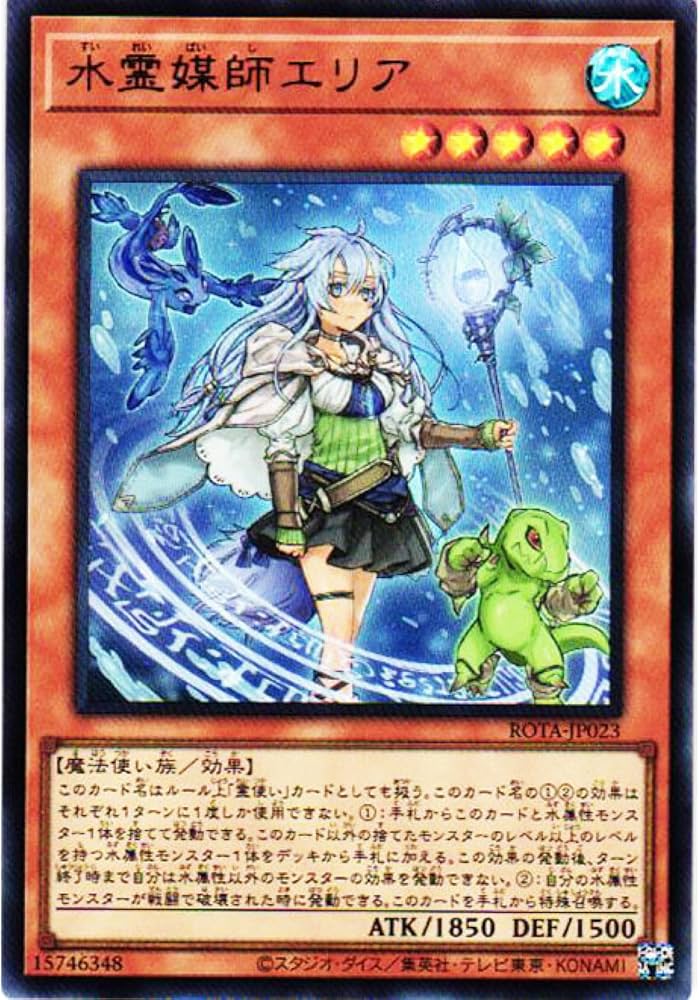 水霊媒師エリア
水
ROTA-JP023
【魔法使い族／効果】
このカード名はルール上「霊使い」カードとしても扱う。このカード名の①②の効果は
それぞれ1ターンに1度しか使用できない。①：手札からこのカードと水属性モンス
ター1体を捨てて発動できる。このカード以外の捨てたモンスターのレベル以上のレベル
を持つ水属性モンスター1体をデッキから手札に加える。この効果の発動後、ターン
終了時まで自分は水属性以外のモンスターの効果を発動できない。②：自分の水属性
モンスターが戦闘で破壊された時に発動できる。このカードを手札から特殊召喚する。
ATK/1850 DEF/1500
15746348 ©スタジオ・ダイス／集英社・テレビ東京・KONAMI